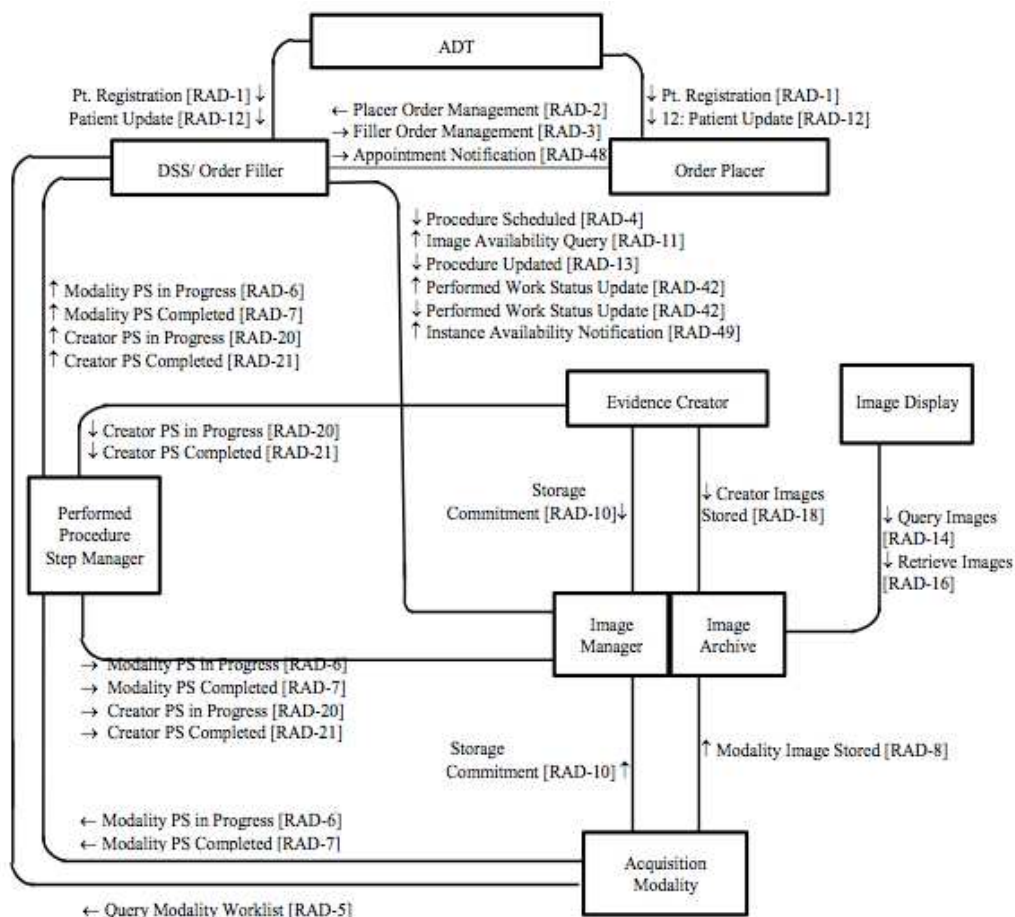 ADT
Pt. Registration [RAD-1] ↓
Patient Update [RAD-12] ↓
← Placer Order Management [RAD-2]
→ Filler Order Management [RAD-3]
→ Appointment Notification [RAD-48
↓ Pt. Registration [RAD-1]
↓ 12: Patient Update [RAD-12]
DSS/ Order Filler
Order Placer
↓ Procedure Scheduled [RAD-4]
↑ Image Availability Query [RAD-11]
↓ Procedure Updated [RAD-13]
↑ Performed Work Status Update [RAD-42]
↓ Performed Work Status Update [RAD-42]
↑ Instance Availability Notification [RAD-49]
↑ Modality PS in Progress [RAD-6]
↑ Modality PS Completed [RAD-7]
↑ Creator PS in Progress [RAD-20]
↑ Creator PS Completed [RAD-21]
Evidence Creator
Image Display
↓ Creator PS in Progress [RAD-20]
↓ Creator PS Completed [RAD-21]
Storage
Commitment [RAD-10]↓
↓ Creator Images
Stored [RAD-18]
↓ Query Images
[RAD-14]
↓ Retrieve Images
[RAD-16]
Performed
Procedure
Step Manager
Image
Manager
Image
Archive
→ Modality PS in Progress [RAD-6]
→ Modality PS Completed [RAD-7]
→ Creator PS in Progress [RAD-20]
→ Creator PS Completed [RAD-21]
Storage
Commitment [RAD-10] ↑
↑ Modality Image Stored [RAD-8]
← Modality PS in Progress [RAD-6]
← Modality PS Completed [RAD-7]
Acquisition
Modality
← Query Modality Worklist [RAD-5]